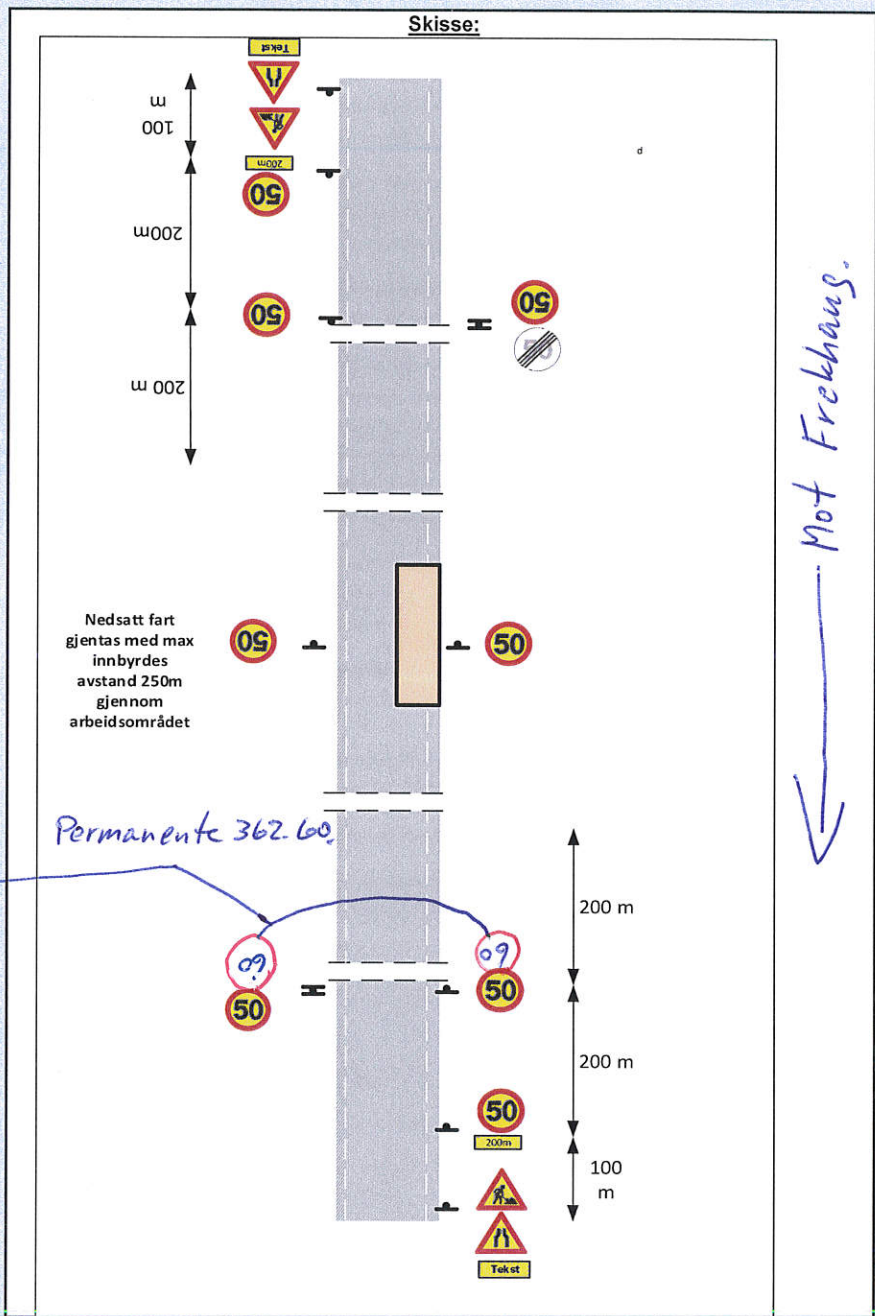 Skisse:
Tekst
100
m
200m
50
200m
50
50
50
200 m
Mot Frekhaug.
Nedsatt fart
gjentas med max
innbyrdes
avstand 250m
gjennom
arbeidsområdet
50
50
Permanente 362.60.
200 m
60
60
50
50
200 m
50
200m
100
m
Tekst